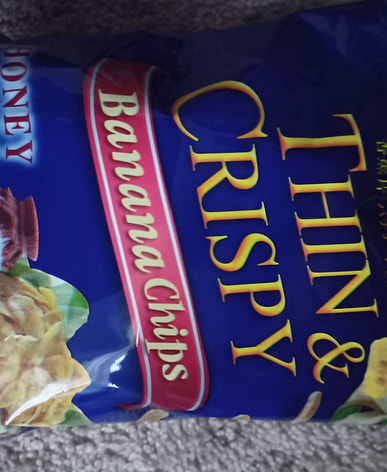 THIN &
CRISPY
Banana Chips
HONEY